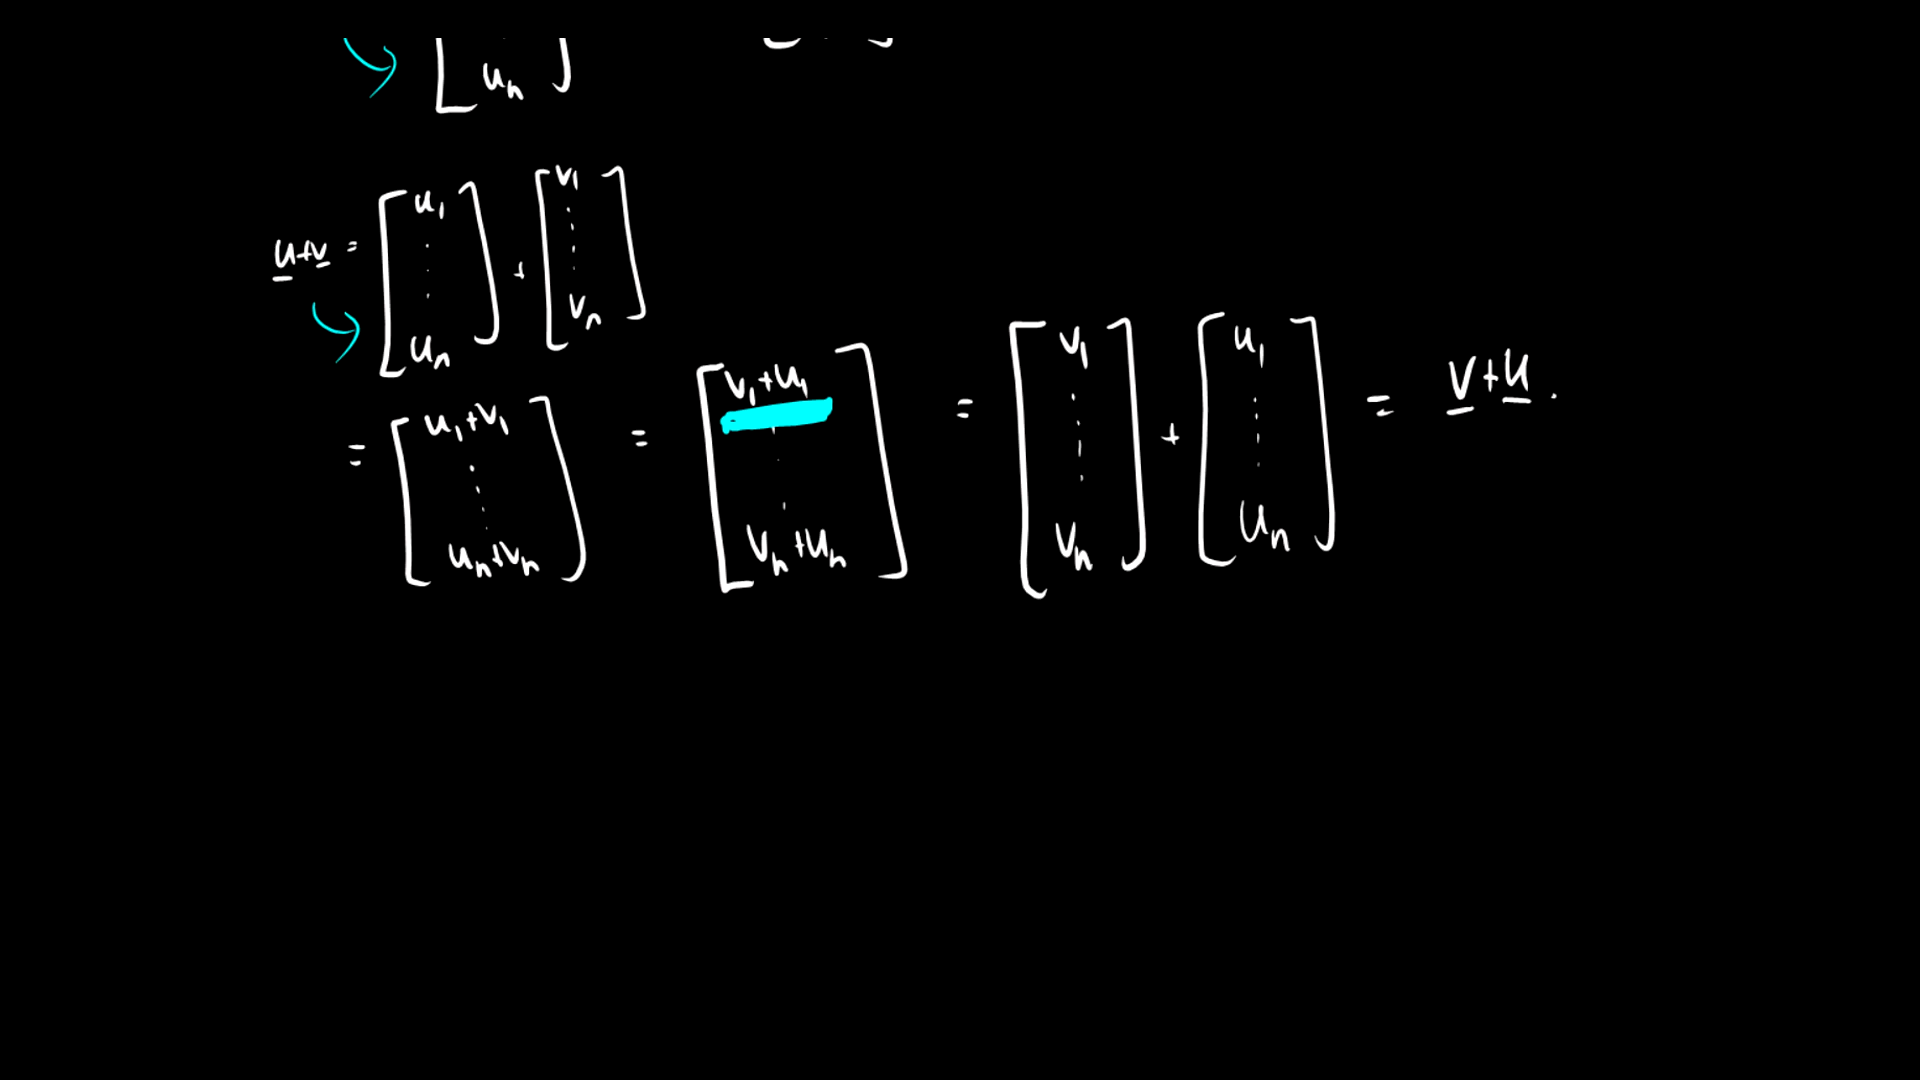 [ uₙ ]
u+v = [ u₁ ⋮ uₙ ] + [ v₁ ⋮ vₙ ]
= [ u₁+v₁ ⋮ uₙ+vₙ ] = [ v₁+u₁ ⋮ vₙ+uₙ ] = [ v₁ ⋮ vₙ ] + [ u₁ ⋮ uₙ ] = v+u.